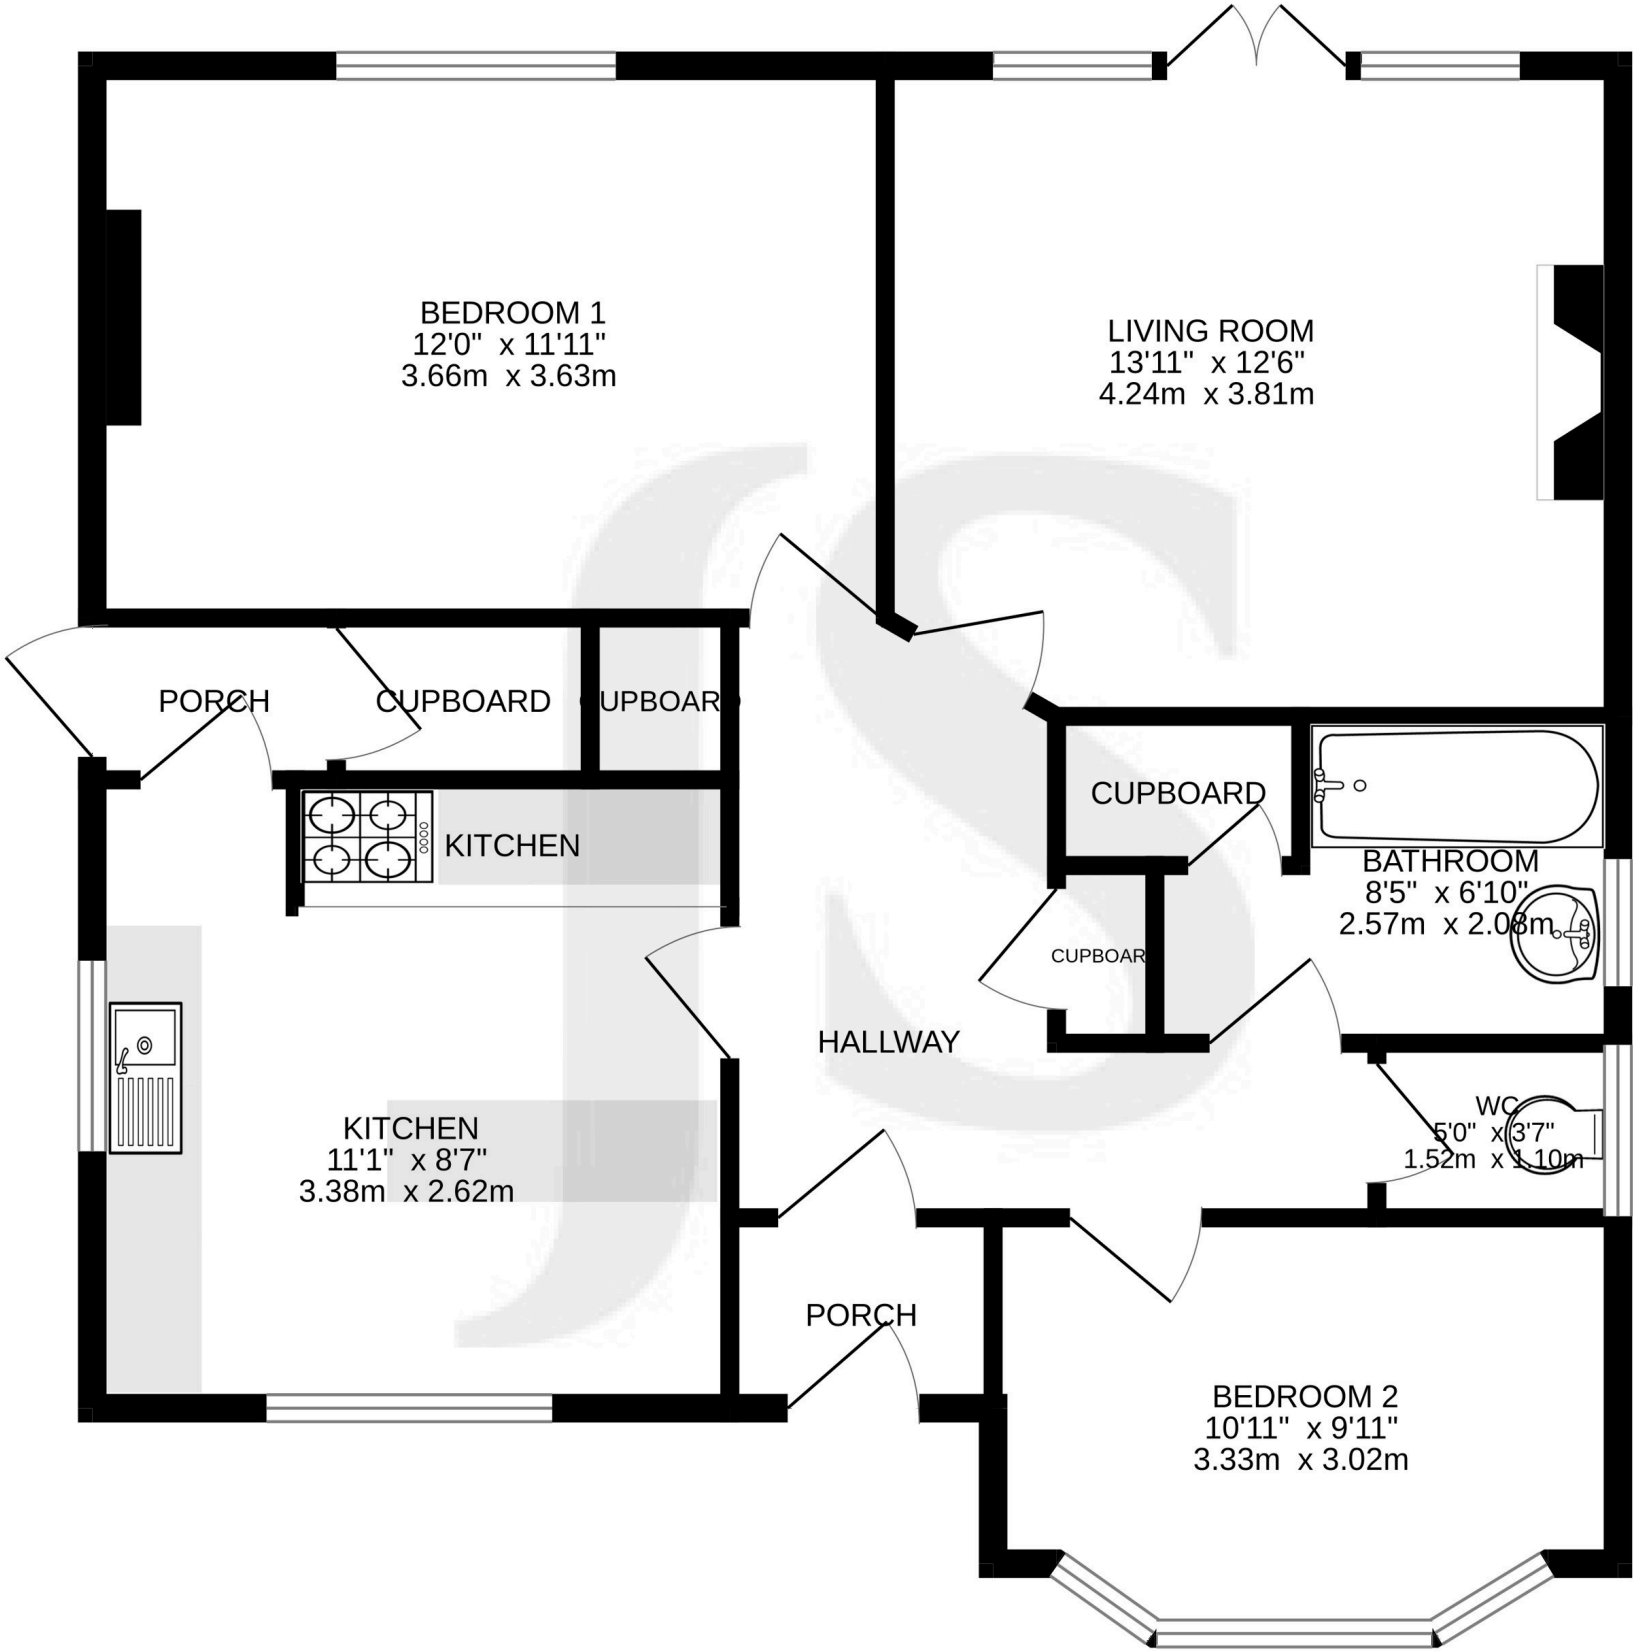 BEDROOM 1
12'0" x 11'11"
3.66m x 3.63m
LIVING ROOM
13'11" x 12'6"
4.24m x 3.81m
PORCH
CUPBOARD
CUPBOARD
CUPBOARD
KITCHEN
BATHROOM
8'5" x 6'10"
2.57m x 2.08m
CUPBOAR
HALLWAY
KITCHEN
11'1" x 8'7"
3.38m x 2.62m
WC
5'0" x 3'7"
1.52m x 1.10m
PORCH
BEDROOM 2
10'11" x 9'11"
3.33m x 3.02m
JS